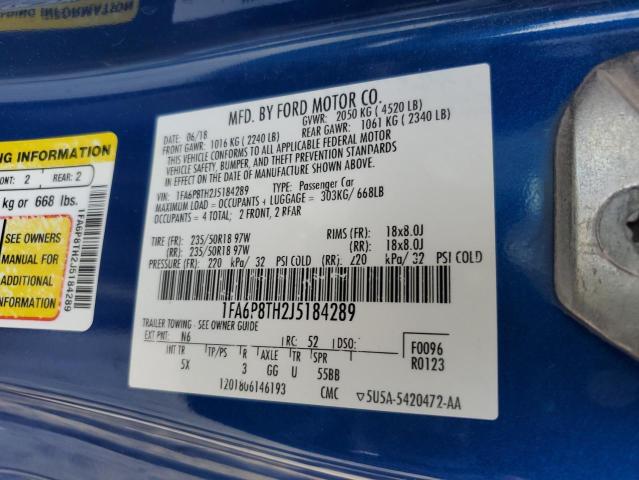 RING INFORMATION
NG INFORMATION
ONT: 2 REAR: 2
kg or 668 lbs.
SEE OWNERS
MANUAL FOR
ADDITIONAL
INFORMATION
1FA6P8TH2J5184289
MFD. BY FORD MOTOR CO.
06/18 GVWR: 2050 KG ( 4520 LB)
FRONT GAWR: 1016 KG ( 2240 LB) REAR GAWR: 1061 KG ( 2340 LB)
THIS VEHICLE CONFORMS TO ALL APPLICABLE FEDERAL MOTOR
VEHICLE SAFETY, BUMPER, AND THEFT PREVENTION STANDARDS
IN EFFECT ON THE DATE OF MANUFACTURE SHOWN ABOVE.
VIN: 1FA6P8TH2J5184289 TYPE: Passenger Car
MAXIMUM LOAD = OCCUPANTS + LUGGAGE = 303KG/ 668LB
OCCUPANTS = 4 TOTAL; 2 FRONT, 2 RFAR
TIRE (FR): 235/50R18 97W RIMS (FR): 18x8.0J
(RR): 235/50R18 97W (RR): 18x8.0J
PRESSURE (FR): 220 kPa/ 32 PSI COLD (RR): 220 kPa/ 32 PSI COLD
1FA6P8TH2J5184289
TRAILER TOWING - SEE OWNER GUIDE
EXT PNT: N6 RC: 52 DSO: F0096
INT TR TP/PS R AXLE TR SPR R0123
5X 3 GG U 55BB
1201806146193 CMC ▽5U5A-5420472-AA